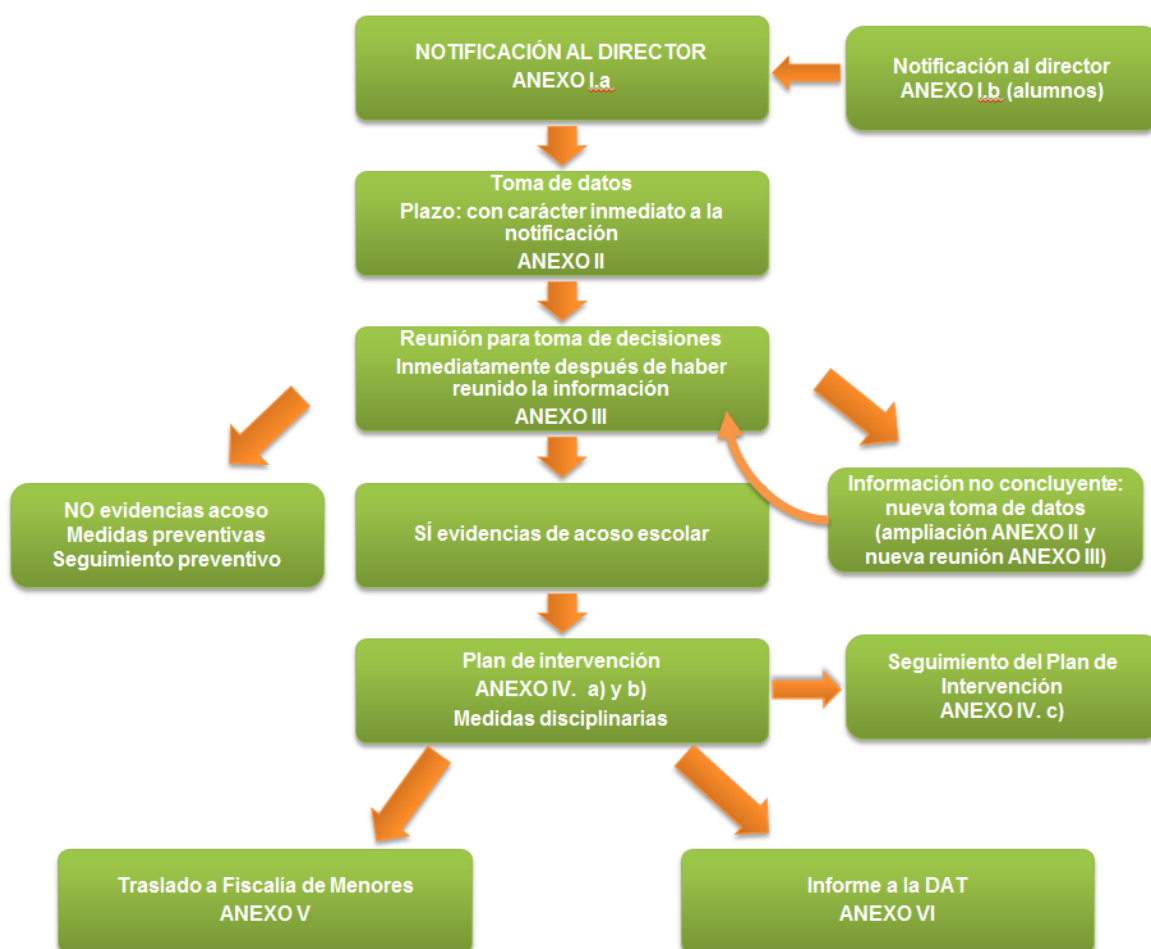 NOTIFICACIÓN AL DIRECTOR
ANEXO I.a
Notificación al director
ANEXO I.b (alumnos)
Toma de datos
Plazo: con carácter inmediato a la
notificación
ANEXO II
Reunión para toma de decisiones
Inmediatamente después de haber
reunido la información
ANEXO III
NO evidencias acoso
Medidas preventivas
Seguimiento preventivo
SÍ evidencias de acoso escolar
Información no concluyente:
nueva toma de datos
(ampliación ANEXO II y
nueva reunión ANEXO III)
Plan de intervención
ANEXO IV. a) y b)
Medidas disciplinarias
Seguimiento del Plan de
Intervención
ANEXO IV. c)
Traslado a Fiscalía de Menores
ANEXO V
Informe a la DAT
ANEXO VI